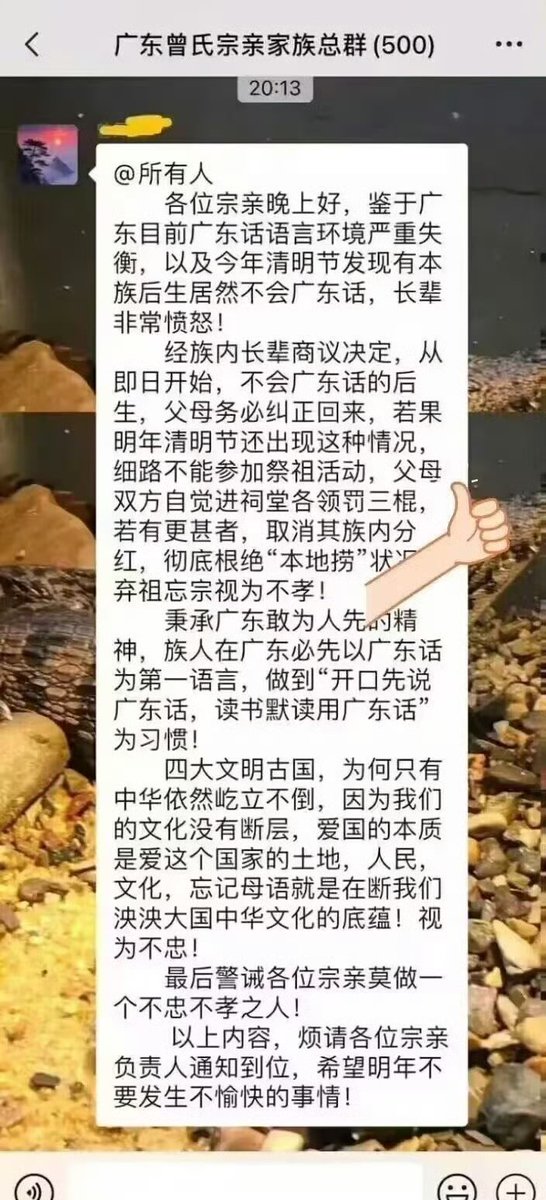 广东曾氏宗亲家族总群(500)
20:13
@所有人
各位宗亲晚上好，鉴于广
东目前广东话语言环境严重失
衡，以及今年清明节发现有本
族后生居然不会广东话，长辈
非常愤怒！
经族内长辈商议决定，从
即日开始，不会广东话的后
生，父母务必纠正回来，若果
明年清明节还出现这种情况，
细路不能参加祭祖活动，父母
双方自觉进祠堂各领罚三棍，
若有更甚者，取消其族内分
红，彻底根绝“本地捞”状
弃祖忘宗视为不孝！
秉承广东敢为人先的精
神，族人在广东必先以广东话
为第一语言，做到“开口先说
广东话，读书默读用广东话”
为习惯！
四大文明古国，为何只有
中华依然屹立不倒，因为我们
的文化没有断层，爱国的本质
是爱这个国家的土地，人民，
文化，忘记母语就是在断我们
泱泱大国中华文化的底蕴！视
为不忠！
最后警诫各位宗亲莫做一
个不忠不孝之人！
以上内容，烦请各位宗亲
负责人通知到位，希望明年不
要发生不愉快的事情！